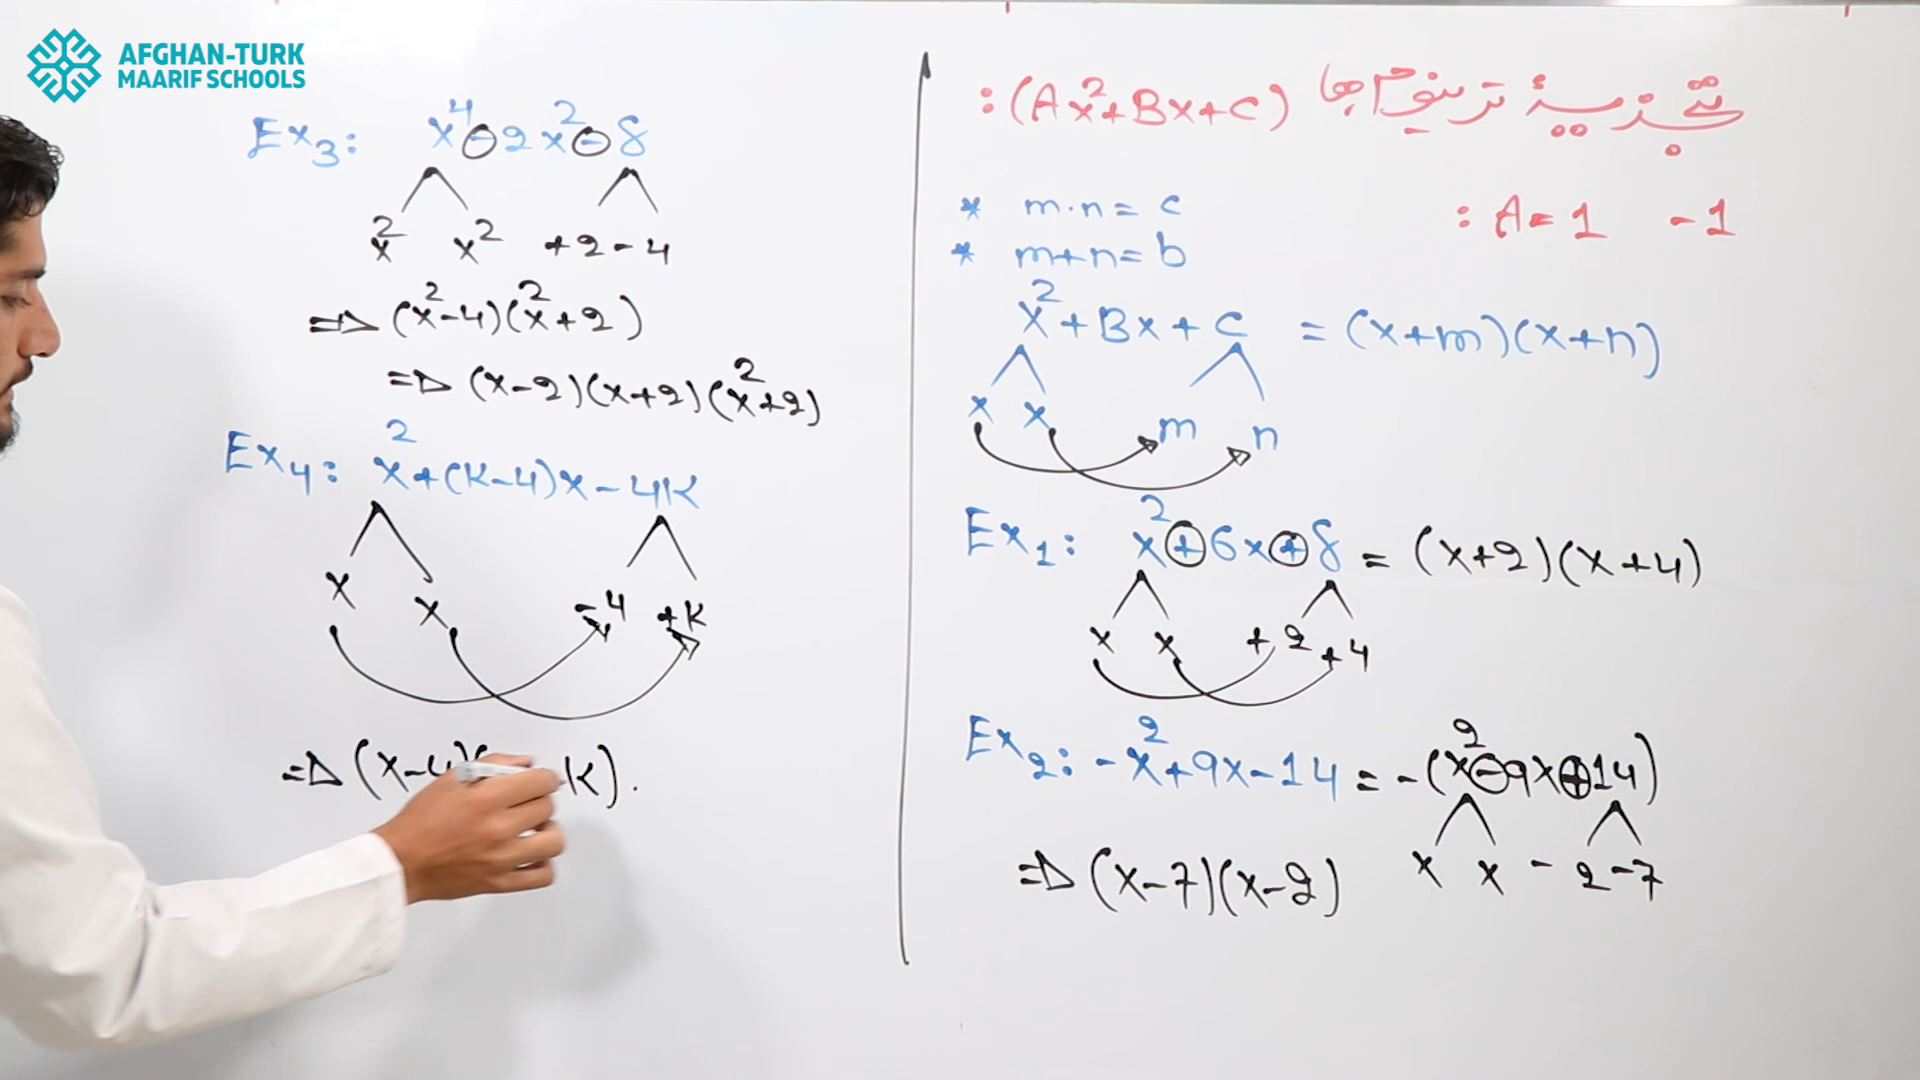 AFGHAN-TURK
MAARIF SCHOOLS
تجزیهٔ ترینوم ها (Ax²+Bx+C) :
1- A=1 :
* m·n = c
* m+n = b
x²+Bx+C = (x+m)(x+n)
x x m n
Ex₁: x²+6x+8 = (x+2)(x+4)
x x +2 +4
Ex₂: -x²+9x-14 = -(x²-9x+14)
x x -2 -7
=> (x-7)(x-2)
Ex₃: x⁴-2x²-8
x² x² +2 -4
=> (x²-4)(x²+2)
=> (x-2)(x+2)(x²+2)
Ex₄: x²+(K-4)x-4K
x x -4 +K
=> (x-4)( K).